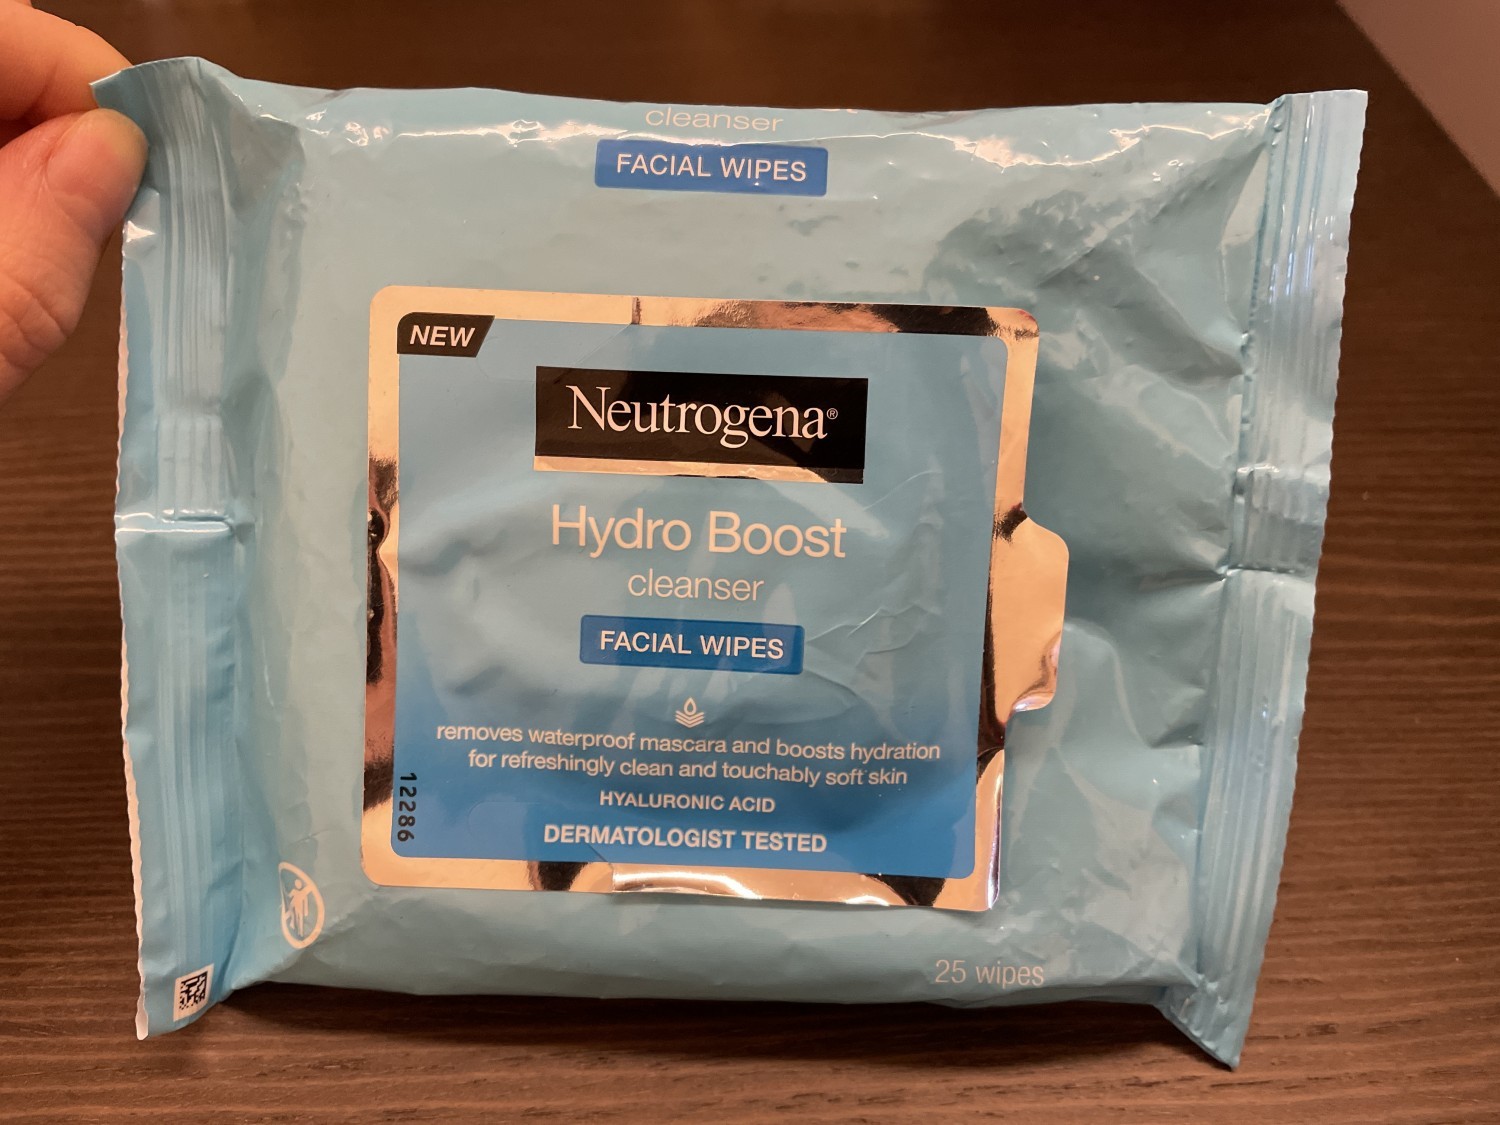 cleanser
FACIAL WIPES
NEW
Neutrogena®
Hydro Boost
cleanser
FACIAL WIPES
removes waterproof mascara and boosts hydration
for refreshingly clean and touchably soft skin
HYALURONIC ACID
DERMATOLOGIST TESTED
12286
25 wipes